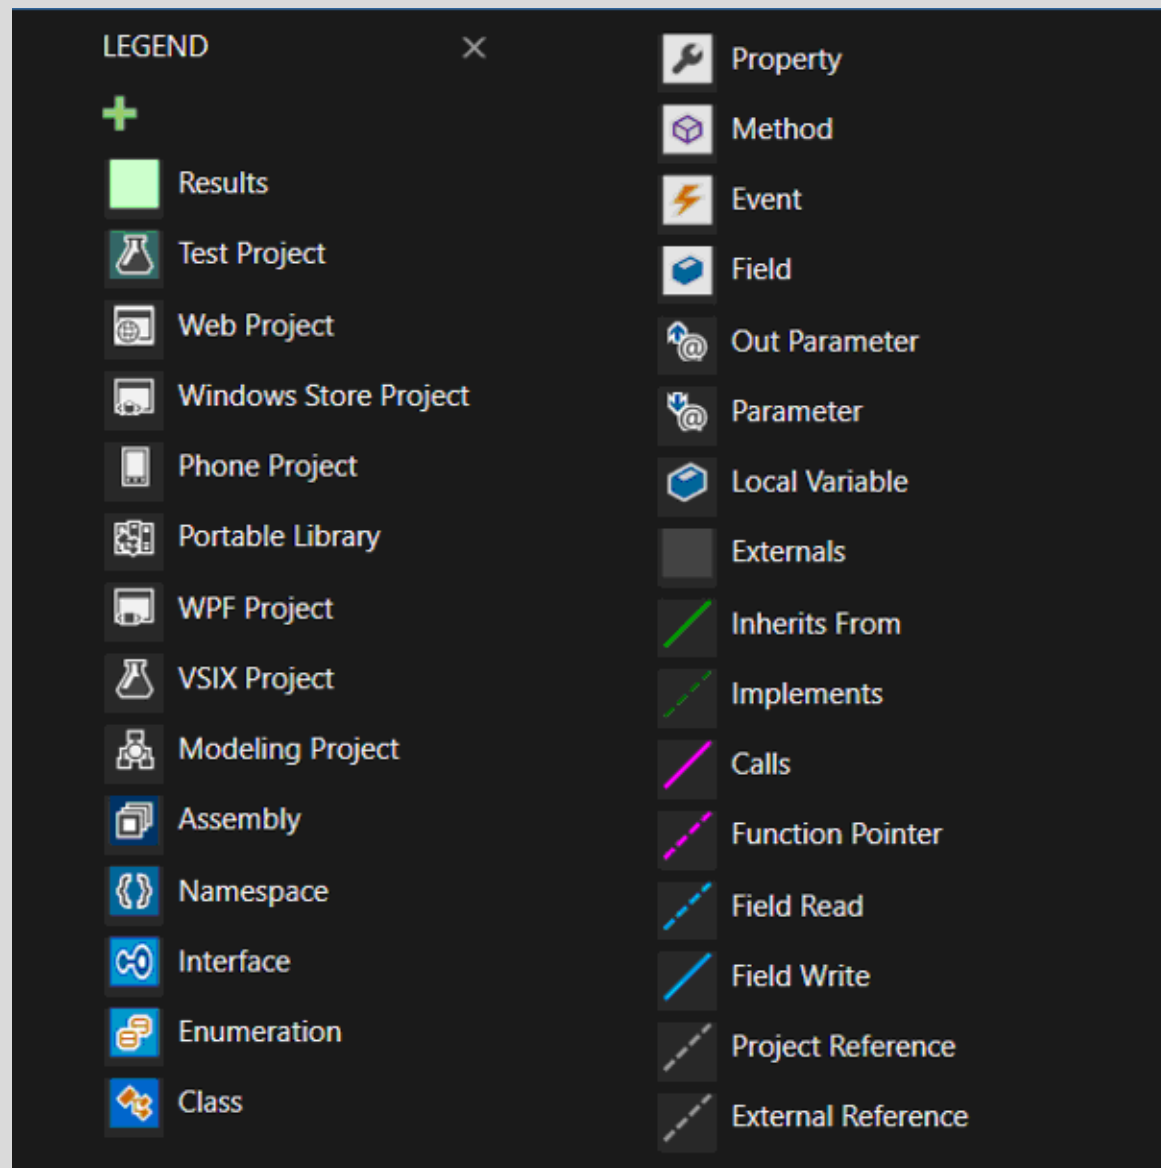 LEGEND
Results
Test Project
Web Project
Windows Store Project
Phone Project
Portable Library
WPF Project
VSIX Project
Modeling Project
Assembly
Namespace
Interface
Enumeration
Class
Property
Method
Event
Field
Out Parameter
Parameter
Local Variable
Externals
Inherits From
Implements
Calls
Function Pointer
Field Read
Field Write
Project Reference
External Reference